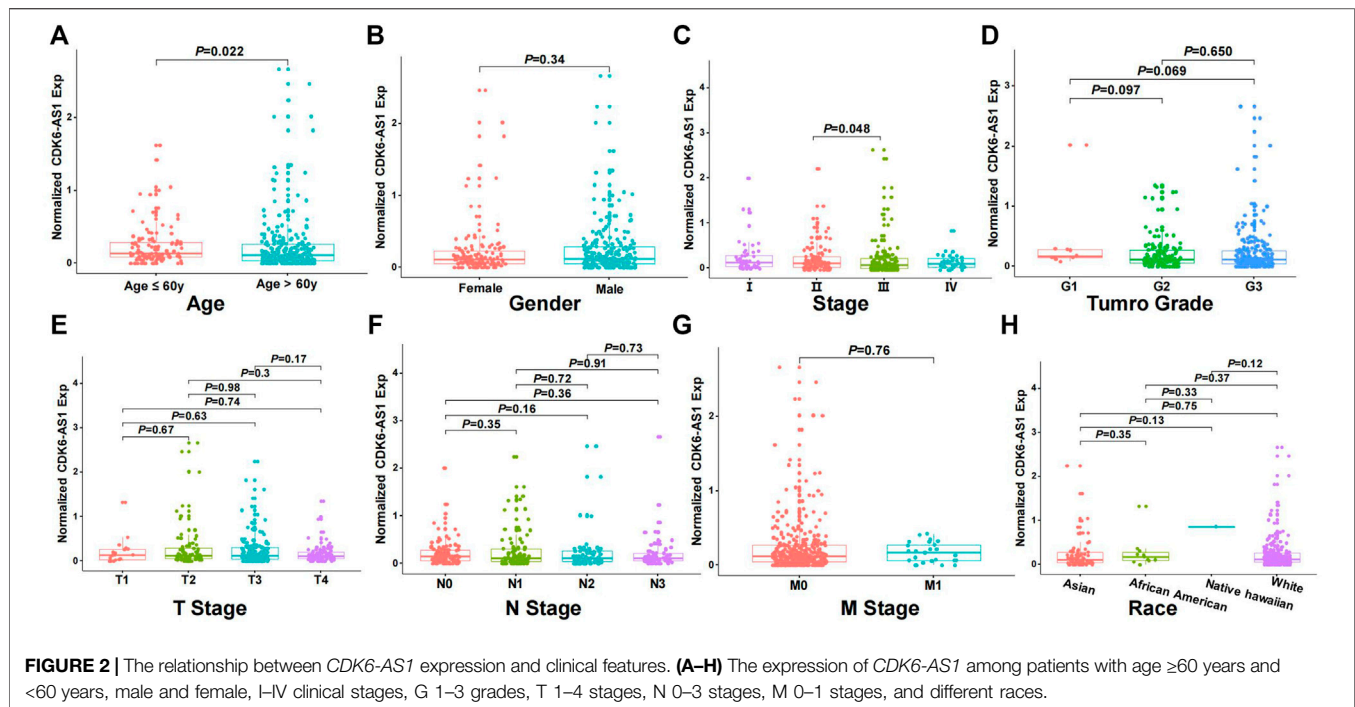 A
Normalized CDK6-AS1 Exp
2
1
0
P=0.022
Age ≤ 60y
Age > 60y
Age
B
Normalized CDK6-AS1 Exp
3
2
1
0
P=0.34
Female
Male
Gender
C
Normalized CDK6-AS1 Exp
4
3
2
1
0
P=0.048
I
II
III
IV
Stage
D
Normalized CDK6-AS1 Exp
3
2
1
0
P=0.650
P=0.069
P=0.097
G1
G2
G3
Tumro Grade
E
Normalized CDK6-AS1 Exp
4
3
2
1
0
P=0.17
P=0.3
P=0.98
P=0.74
P=0.63
P=0.67
T1
T2
T3
T4
T Stage
F
Normalized CDK6-AS1 Exp
4
3
2
1
0
P=0.73
P=0.91
P=0.72
P=0.36
P=0.16
P=0.35
N0
N1
N2
N3
N Stage
G
Normalized CDK6-AS1 Exp
2
1
0
P=0.76
M0
M1
M Stage
H
Normalized CDK6-AS1 Exp
4
3
2
1
0
P=0.12
P=0.37
P=0.33
P=0.75
P=0.13
P=0.35
Asian
African American
Native hawaiian
White
Race
FIGURE 2 | The relationship between CDK6-AS1 expression and clinical features. (A–H) The expression of CDK6-AS1 among patients with age ≥60 years and
<60 years, male and female, I–IV clinical stages, G 1–3 grades, T 1–4 stages, N 0–3 stages, M 0–1 stages, and different races.